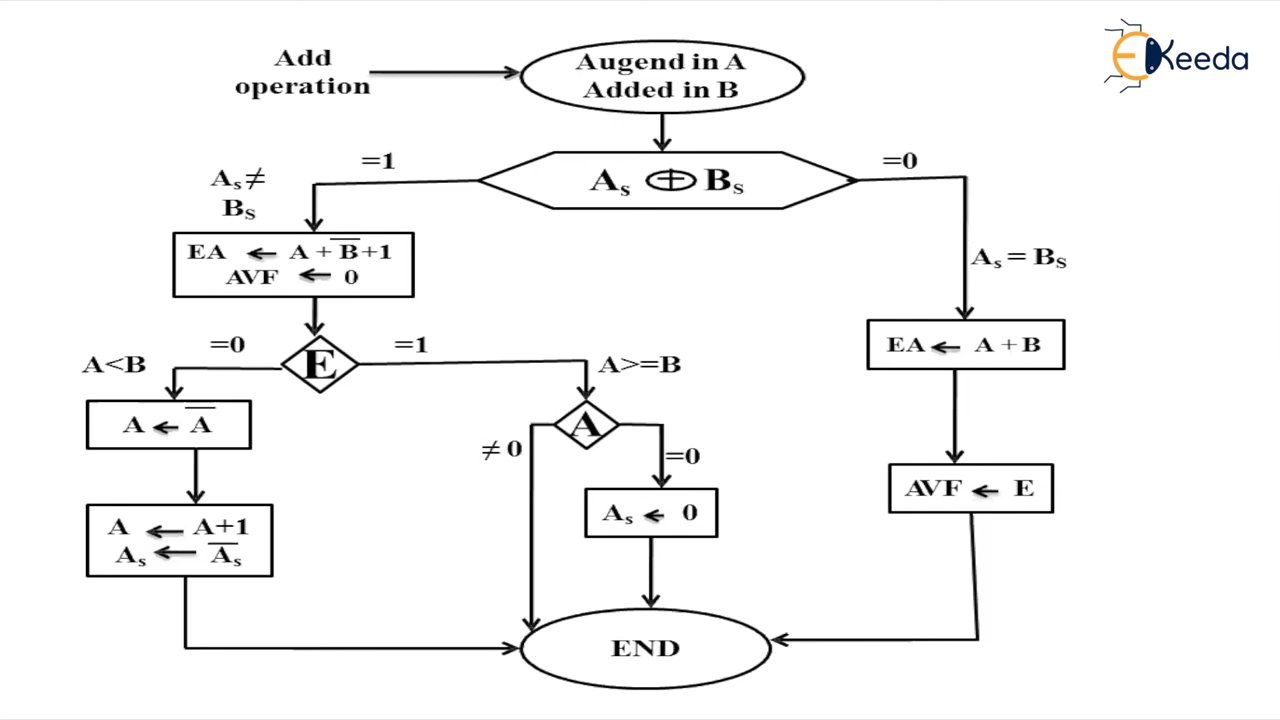 Add
operation
Augend in A
Added in B
EKeeda
=1
=0
Aₛ ⊕ Bₛ
Aₛ ≠
Bₛ
EA ← A + B̅ +1
AVF ← 0
Aₛ = Bₛ
=0
E
=1
A<B
A>=B
EA ← A + B
A ← A̅
A
≠ 0
=0
AVF ← E
Aₛ ← 0
A ← A+1
Aₛ ← A̅ₛ
END